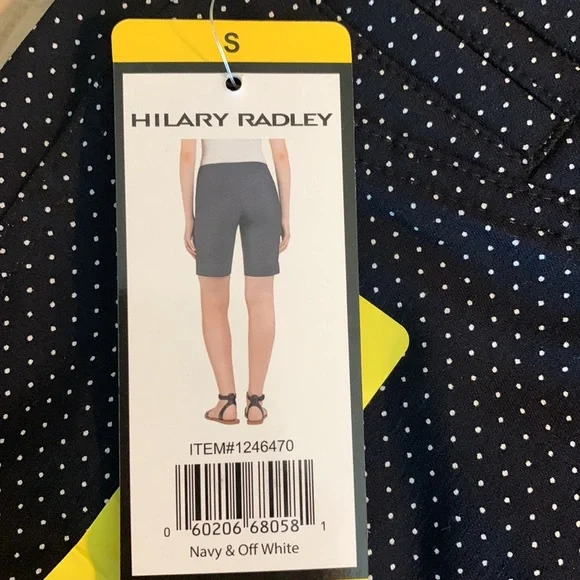 S
HILARY RADLEY
ITEM#1246470
0 60206 68058 1
Navy & Off White